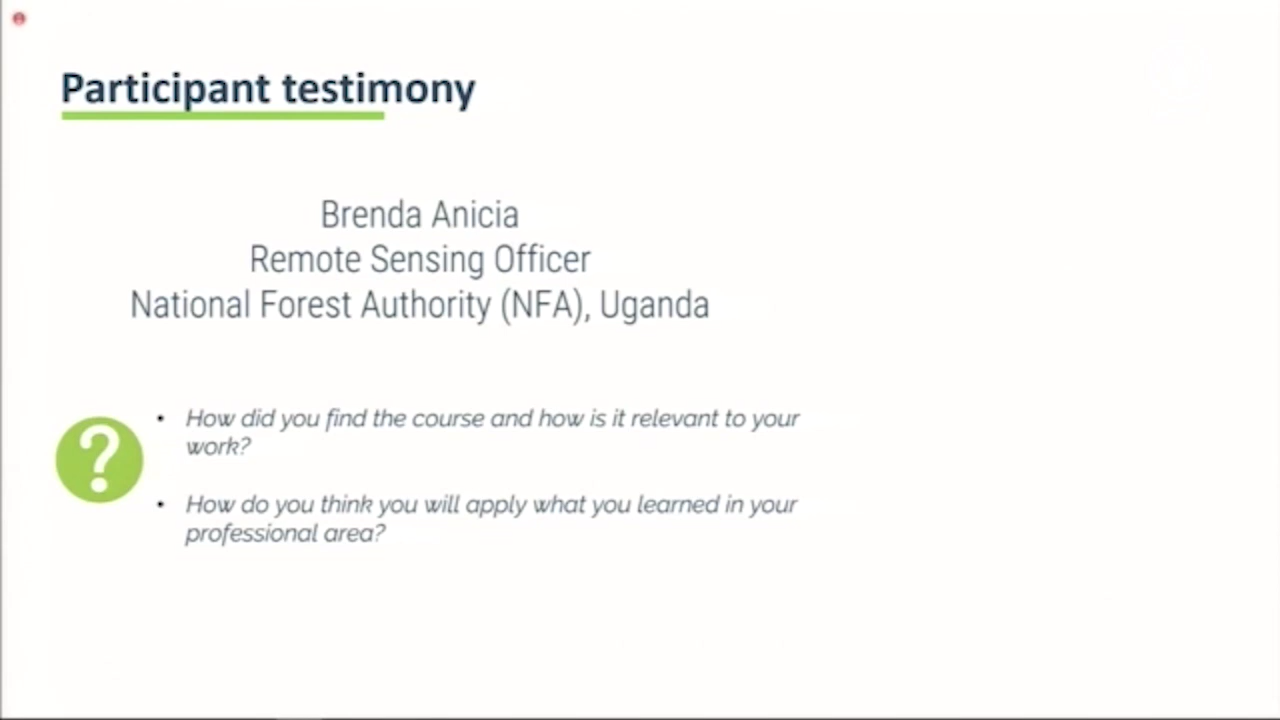 Participant testimony
Brenda Anicia
Remote Sensing Officer
National Forest Authority (NFA), Uganda
• How did you find the course and how is it relevant to your
work?
• How do you think you will apply what you learned in your
professional area?
?